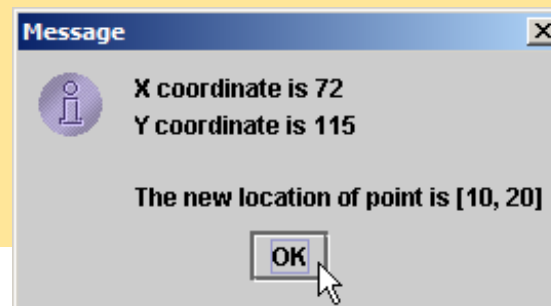 Message
X coordinate is 72
Y coordinate is 115
The new location of point is [10, 20]
OK